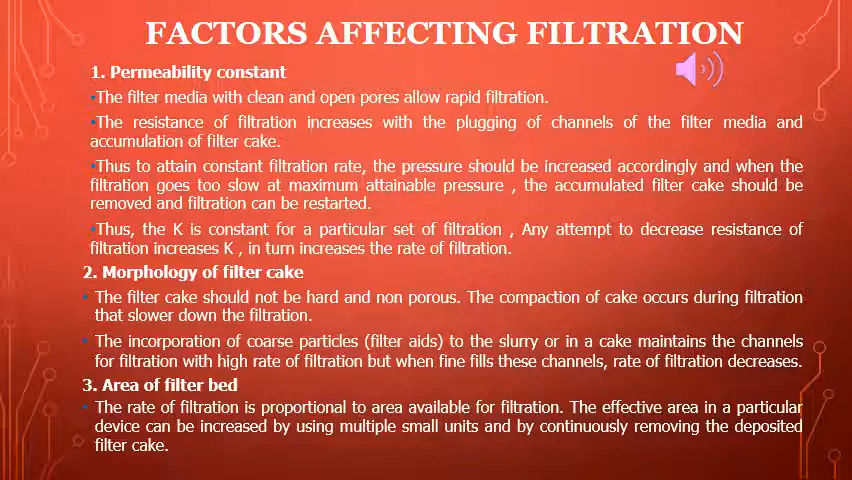 FACTORS AFFECTING FILTRATION
1. Permeability constant
•The filter media with clean and open pores allow rapid filtration.
•The resistance of filtration increases with the plugging of channels of the filter media and
accumulation of filter cake.
•Thus to attain constant filtration rate, the pressure should be increased accordingly and when the
filtration goes too slow at maximum attainable pressure , the accumulated filter cake should be
removed and filtration can be restarted.
•Thus, the K is constant for a particular set of filtration , Any attempt to decrease resistance of
filtration increases K , in turn increases the rate of filtration.
2. Morphology of filter cake
• The filter cake should not be hard and non porous. The compaction of cake occurs during filtration
that slower down the filtration.
• The incorporation of coarse particles (filter aids) to the slurry or in a cake maintains the channels
for filtration with high rate of filtration but when fine fills these channels, rate of filtration decreases.
3. Area of filter bed
• The rate of filtration is proportional to area available for filtration. The effective area in a particular
device can be increased by using multiple small units and by continuously removing the deposited
filter cake.